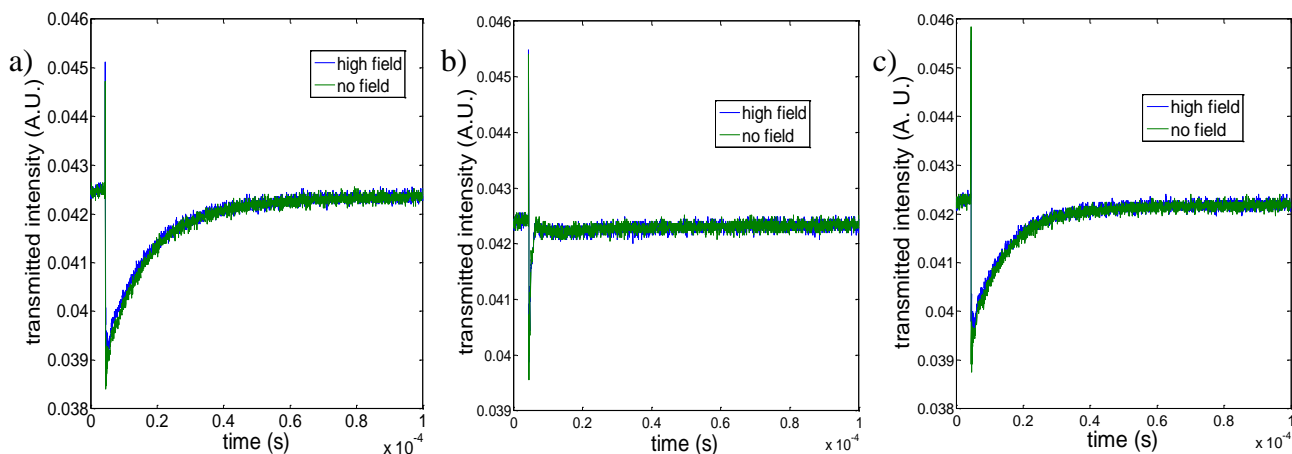 a)
transmitted intensity (A.U.)
0.046
0.045
0.044
0.043
0.042
0.041
0.04
0.039
0.038
high field
no field
0
0.2
0.4
0.6
0.8
1
x 10⁻⁴
time (s)
b)
transmitted intensity (A.U.)
0.046
0.045
0.044
0.043
0.042
0.041
0.04
0.039
high field
no field
0
0.2
0.4
0.6
0.8
1
x 10⁻⁴
time (s)
c)
transmitted intensity (A. U.)
0.046
0.045
0.044
0.043
0.042
0.041
0.04
0.039
0.038
high field
no field
0
0.2
0.4
0.6
0.8
1
x 10⁻⁴
time (s)